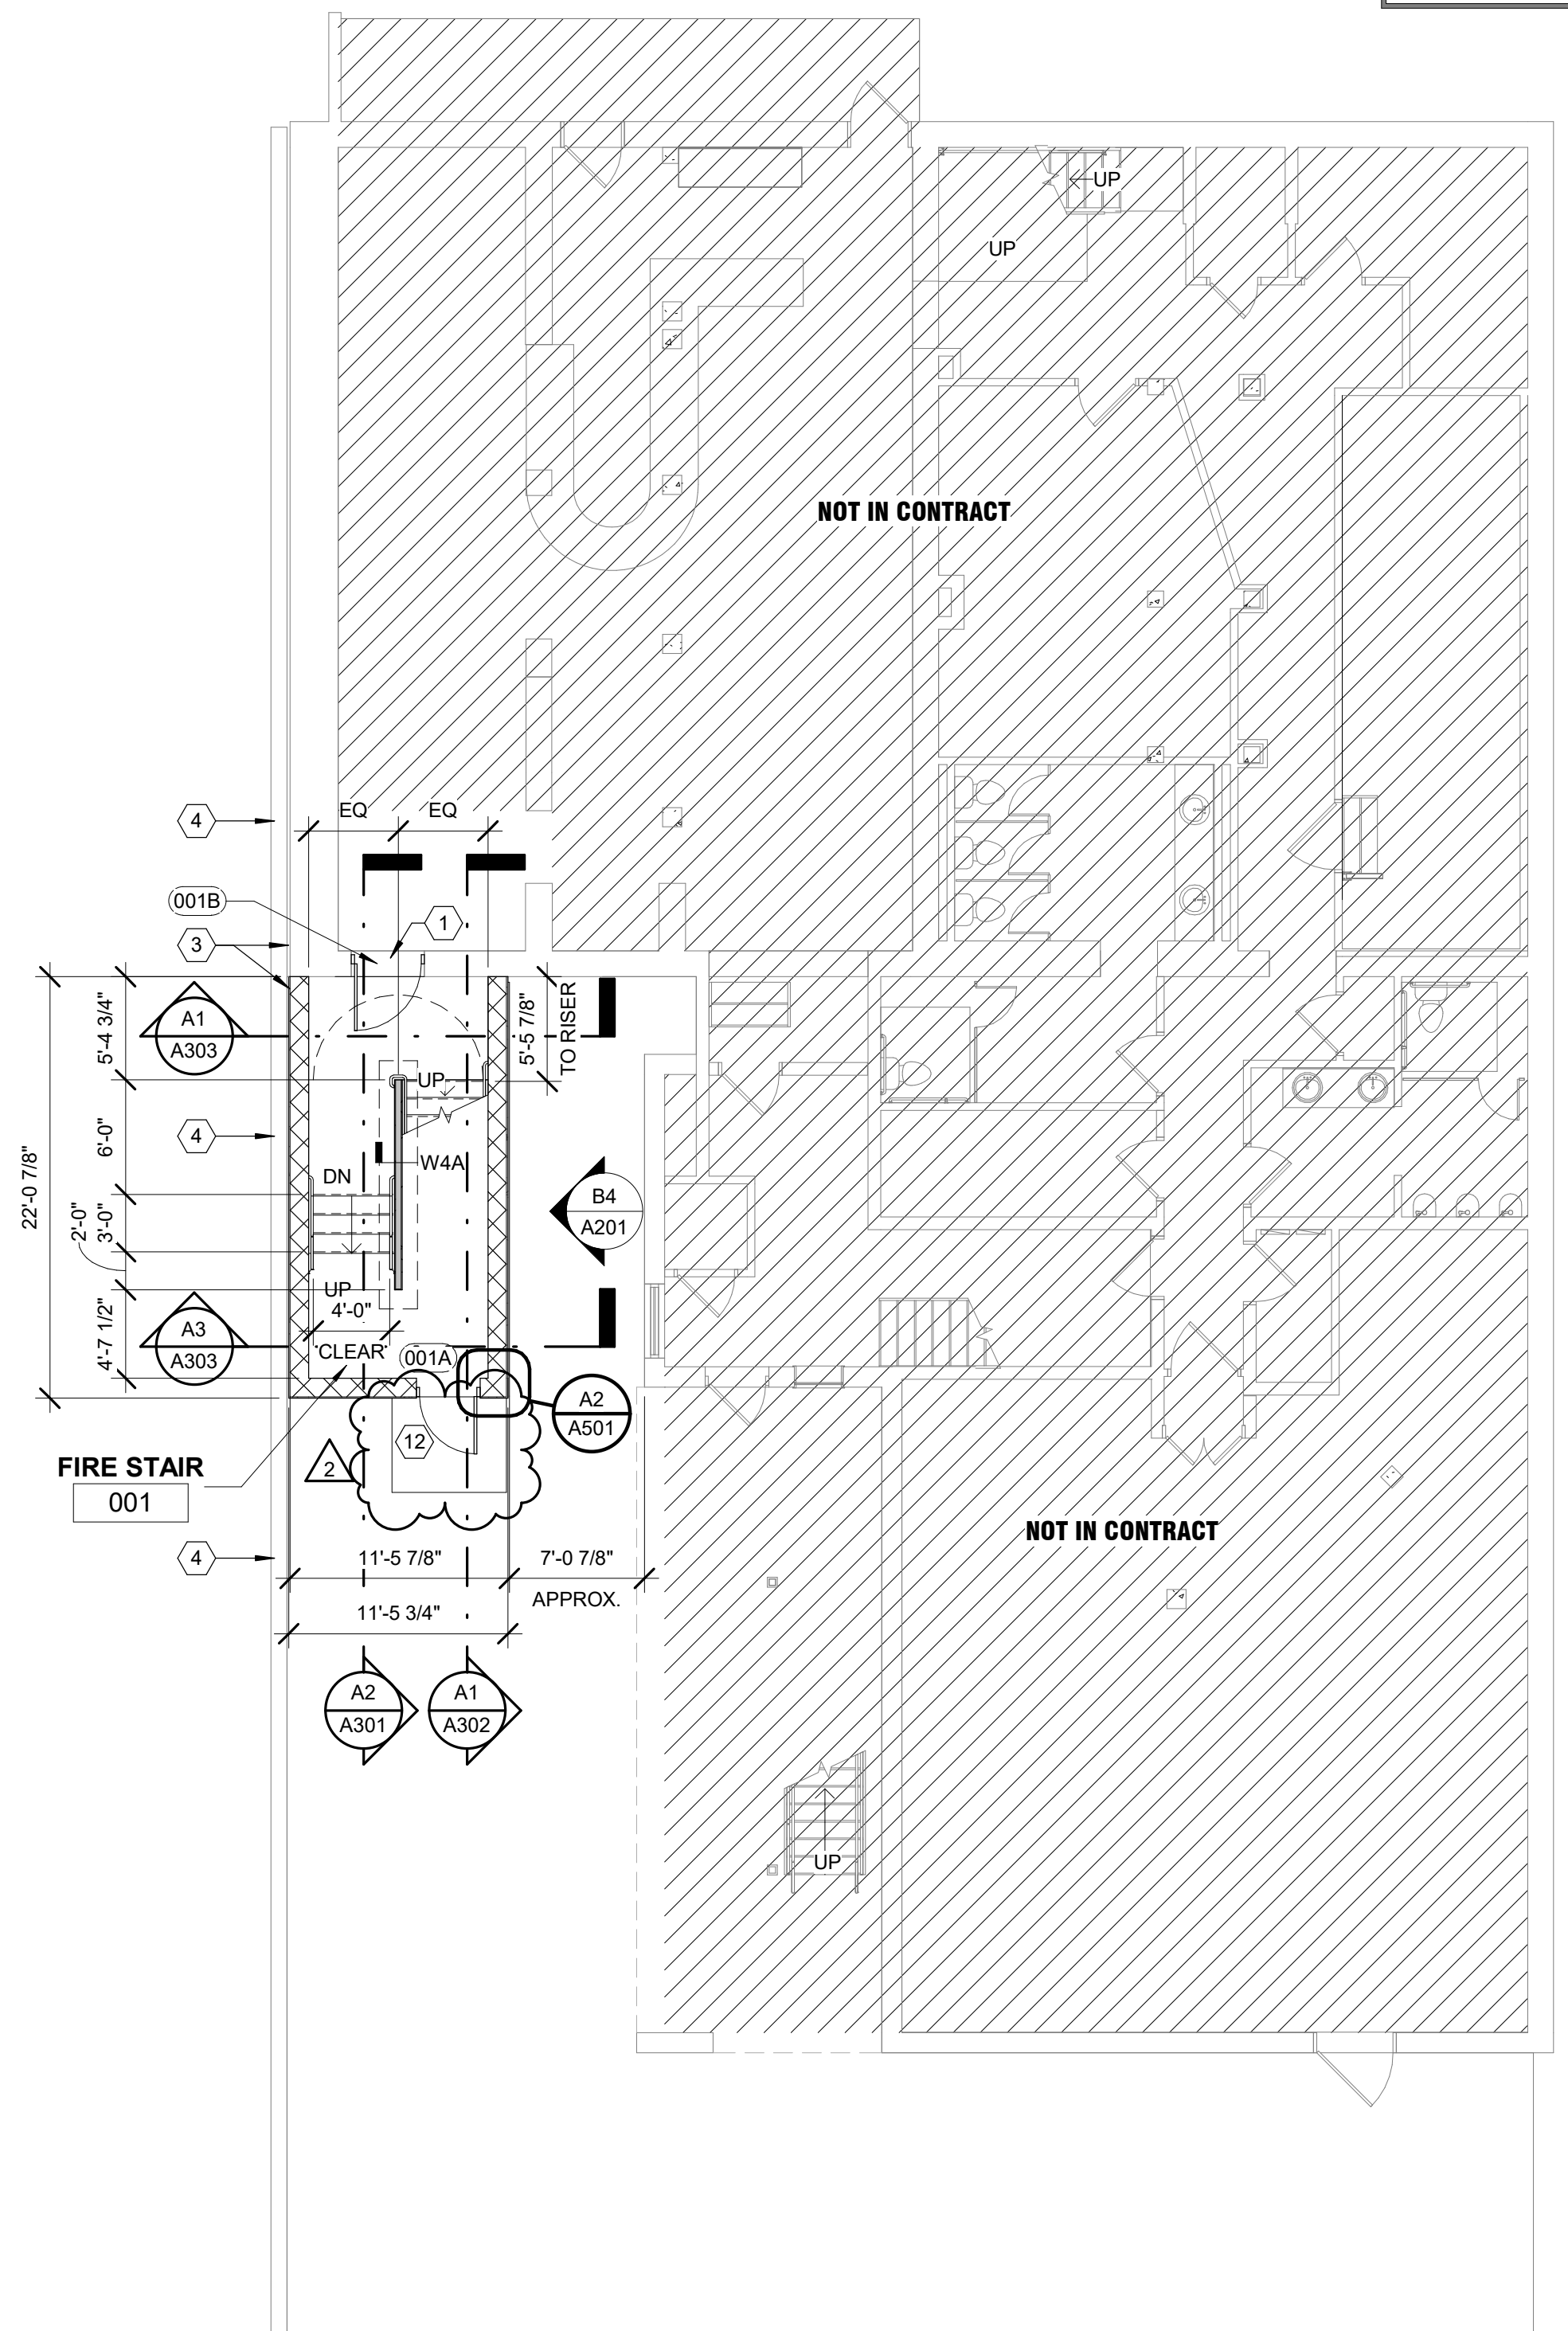 UP
UP
NOT IN CONTRACT
EQ
EQ
4
001B
1
3
A1
A303
5'-4 3/4"
5'-5 7/8"
TO RISER
UP
4
6'-0"
W4A
DN
22'-0 7/8"
2'-0"
3'-0"
B4
A201
UP
4'-0"
CLEAR
A3
A303
4'-7 1/2"
001A
A2
A501
12
2
FIRE STAIR
001
NOT IN CONTRACT
4
11'-5 7/8"
7'-0 7/8"
APPROX.
11'-5 3/4"
A2
A301
A1
A302
UP